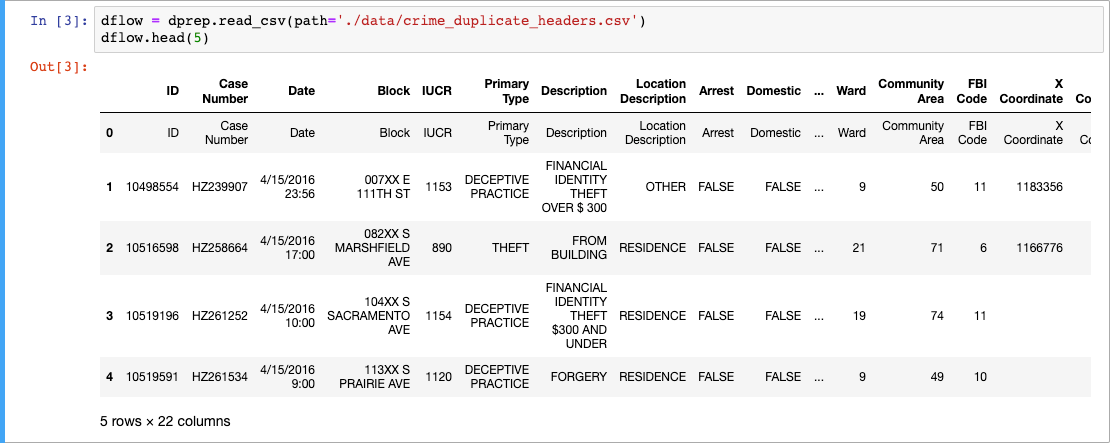 In [3]: dflow = dprep.read_csv(path='./data/crime_duplicate_headers.csv')
dflow.head(5)
Out[3]:
ID Case Number Date Block IUCR Primary Type Description Location Description Arrest Domestic ... Ward Community Area FBI Code X Coordinate Co
0 ID Case Number Date Block IUCR Primary Type Description Location Description Arrest Domestic ... Ward Community Area FBI Code X Coordinate Co
1 10498554 HZ239907 4/15/2016 23:56 007XX E 111TH ST 1153 DECEPTIVE PRACTICE FINANCIAL IDENTITY THEFT OVER $ 300 OTHER FALSE FALSE ... 9 50 11 1183356
2 10516598 HZ258664 4/15/2016 17:00 082XX S MARSHFIELD AVE 890 THEFT FROM BUILDING RESIDENCE FALSE FALSE ... 21 71 6 1166776
3 10519196 HZ261252 4/15/2016 10:00 104XX S SACRAMENTO AVE 1154 DECEPTIVE PRACTICE FINANCIAL IDENTITY THEFT $300 AND UNDER RESIDENCE FALSE FALSE ... 19 74 11
4 10519591 HZ261534 4/15/2016 9:00 113XX S PRAIRIE AVE 1120 DECEPTIVE PRACTICE FORGERY RESIDENCE FALSE FALSE ... 9 49 10
5 rows × 22 columns